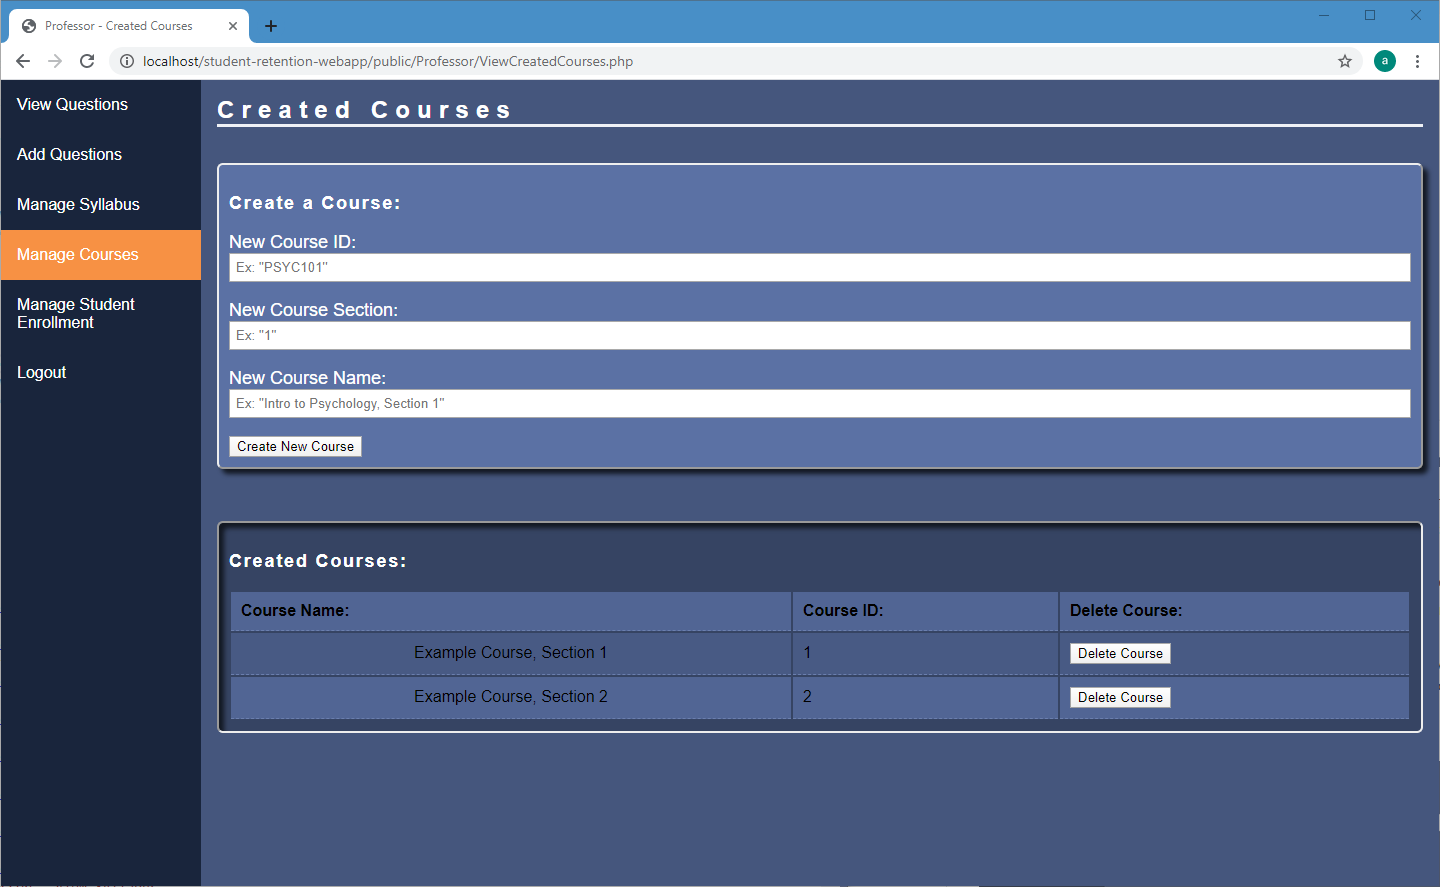 Professor - Created Courses
localhost/student-retention-webapp/public/Professor/ViewCreatedCourses.php
a
View Questions
Add Questions
Manage Syllabus
Manage Courses
Manage Student
Enrollment
Logout
Created Courses
Create a Course:
New Course ID:
Ex: "PSYC101"
New Course Section:
Ex: "1"
New Course Name:
Ex: "Intro to Psychology, Section 1"
Create New Course
Created Courses:
Course Name: Course ID: Delete Course:
Example Course, Section 1 1 Delete Course
Example Course, Section 2 2 Delete Course